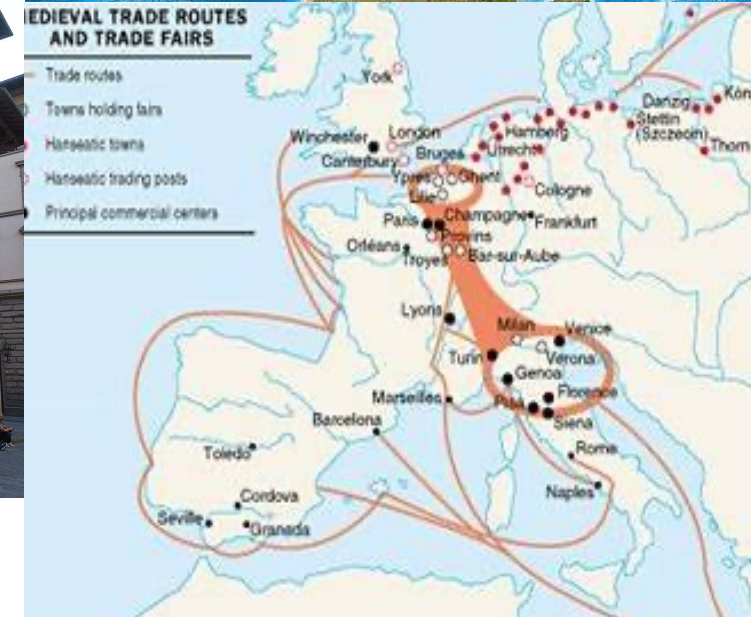 EDIEVAL TRADE ROUTES
AND TRADE FAIRS
Trade routes
Towns holding fairs
Hanseatic towns
Hanseatic trading posts
Principal commercial centers
York
Winchester
London
Canterbury
Bruges
Ypres
Ghent
Lille
Utrecht
Hamberg
Danzig
Kön
Stettin
(Szczecin)
Thorn
Cologne
Frankfurt
Paris
Champagne
Provins
Orléans
Troyes
Bar-sur-Aube
Lyons
Milan
Venice
Turin
Verona
Genoa
Marseilles
Pisa
Florence
Siena
Barcelona
Rome
Toledo
Naples
Cordova
Seville
Granada